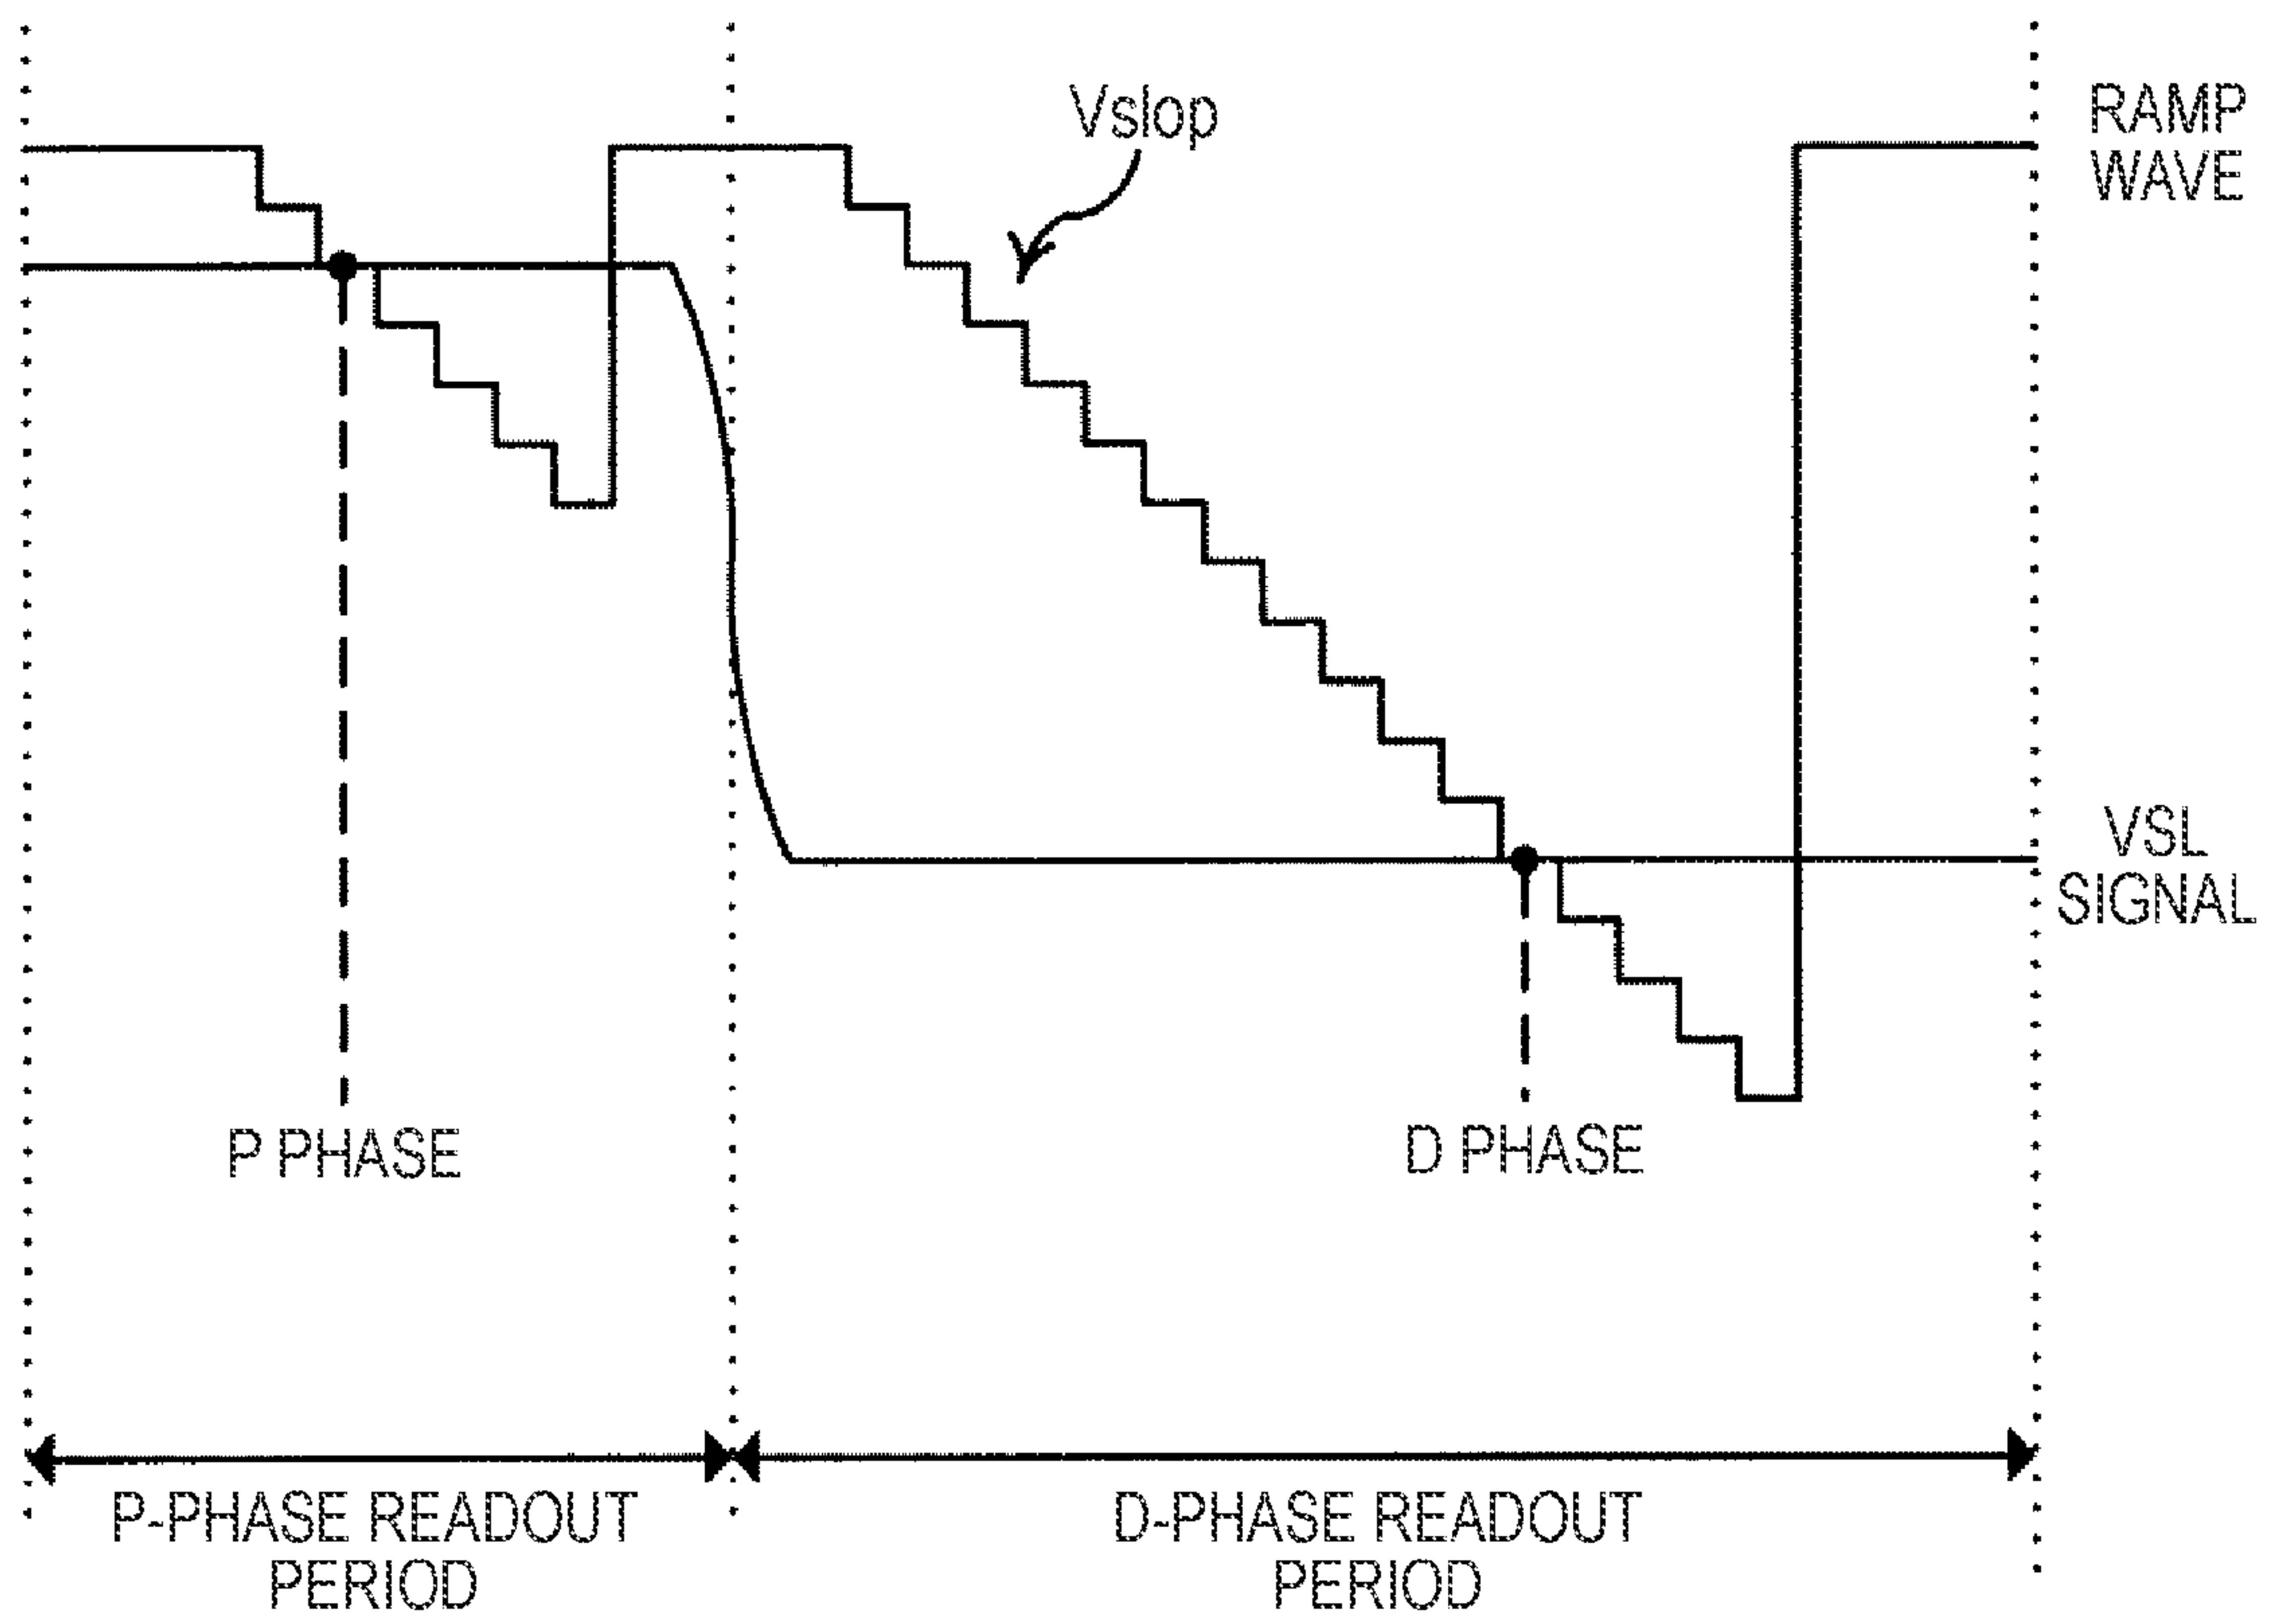 Vslop
RAMP
WAVE
VSL
SIGNAL
P PHASE
D PHASE
P-PHASE READOUT
PERIOD
D-PHASE READOUT
PERIOD